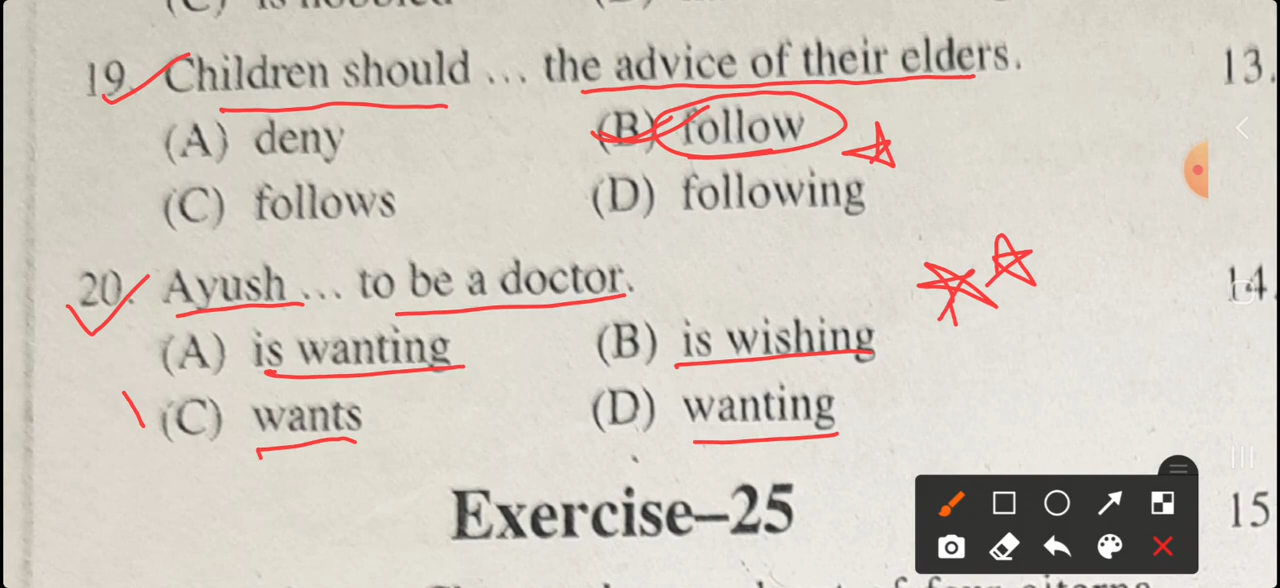 19. Children should ... the advice of their elders. 13.
(A) deny (B) follow
(C) follows (D) following
20. Ayush ... to be a doctor. 14.
(A) is wanting (B) is wishing
(C) wants (D) wanting
Exercise–25 15